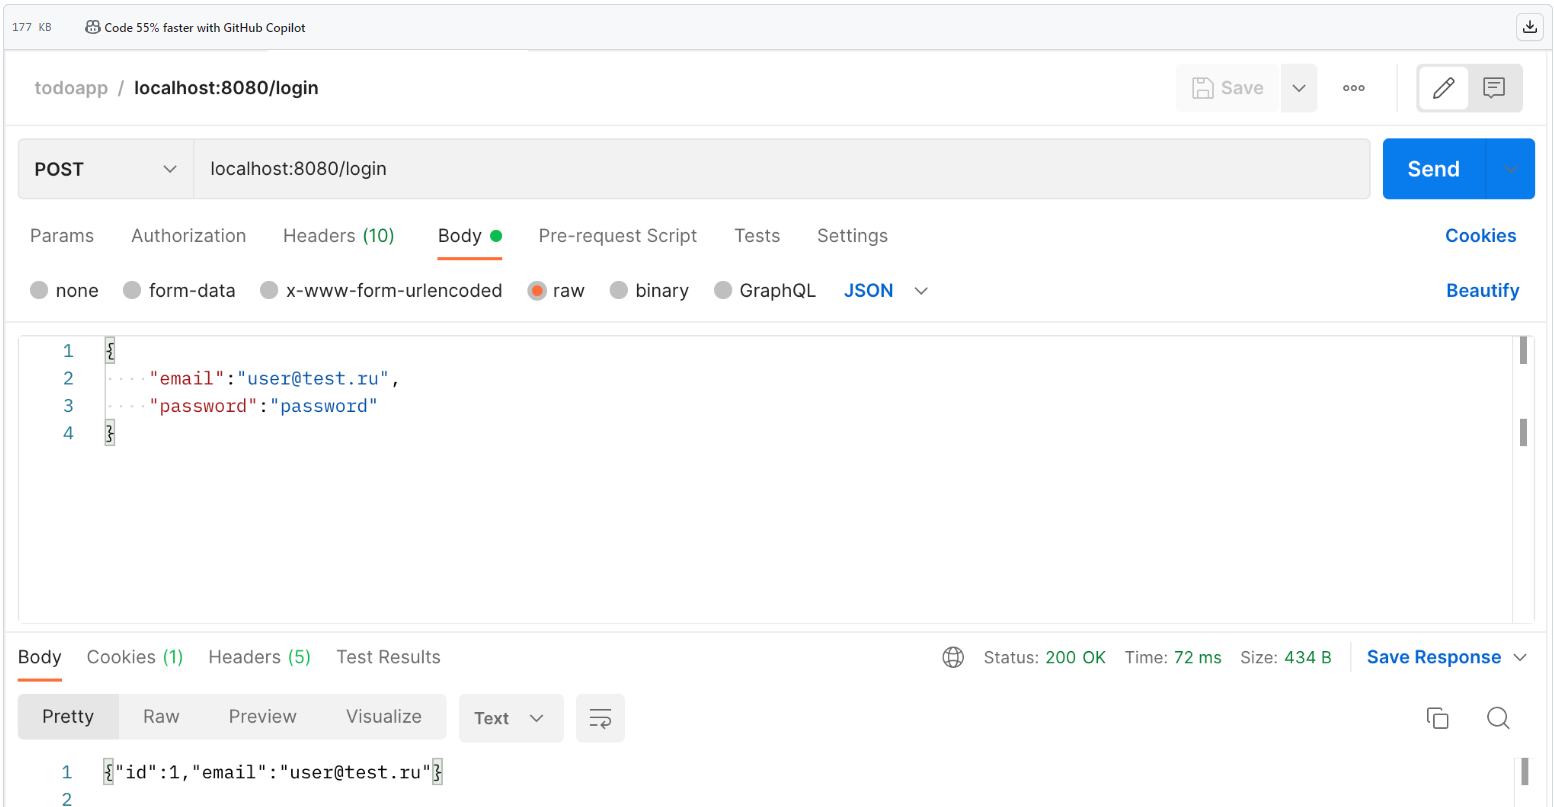 177 KB Code 55% faster with GitHub Copilot
todoapp / localhost:8080/login Save
POST localhost:8080/login Send
Params Authorization Headers (10) Body Pre-request Script Tests Settings Cookies
none form-data x-www-form-urlencoded raw binary GraphQL JSON Beautify
1 {
2 ····"email":"user@test.ru",
3 ····"password":"password"
4 }
Body Cookies (1) Headers (5) Test Results Status: 200 OK Time: 72 ms Size: 434 B Save Response
Pretty Raw Preview Visualize Text
1 {"id":1,"email":"user@test.ru"}
2